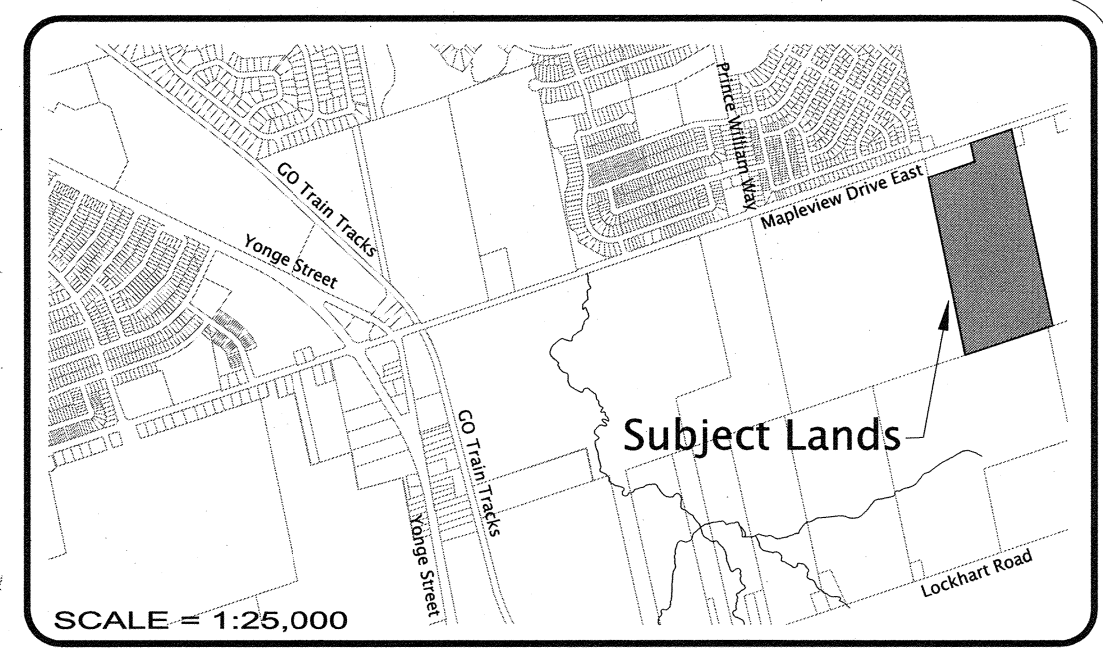 Prince William Way
GO Train Tracks
Mapleview Drive East
Yonge Street
Subject Lands
GO Train Tracks
Yonge Street
Lockhart Road
SCALE = 1:25,000